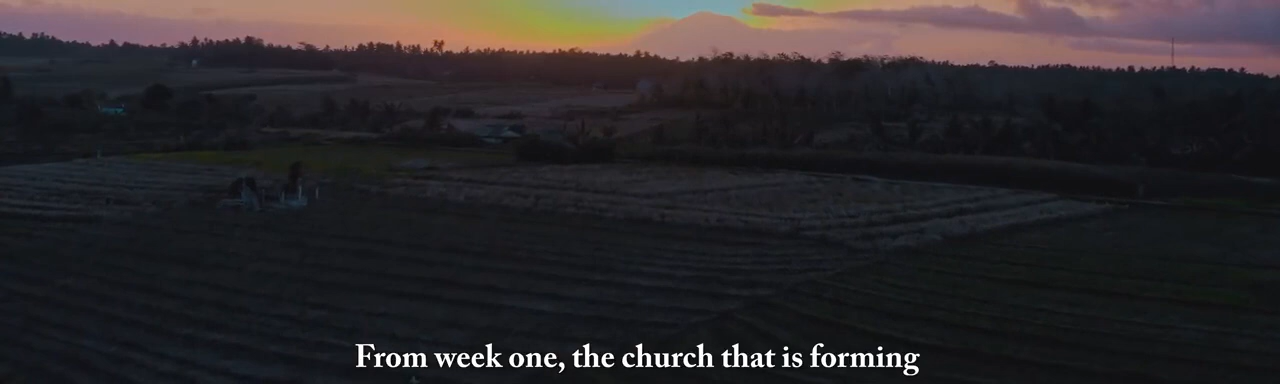 From week one, the church that is forming